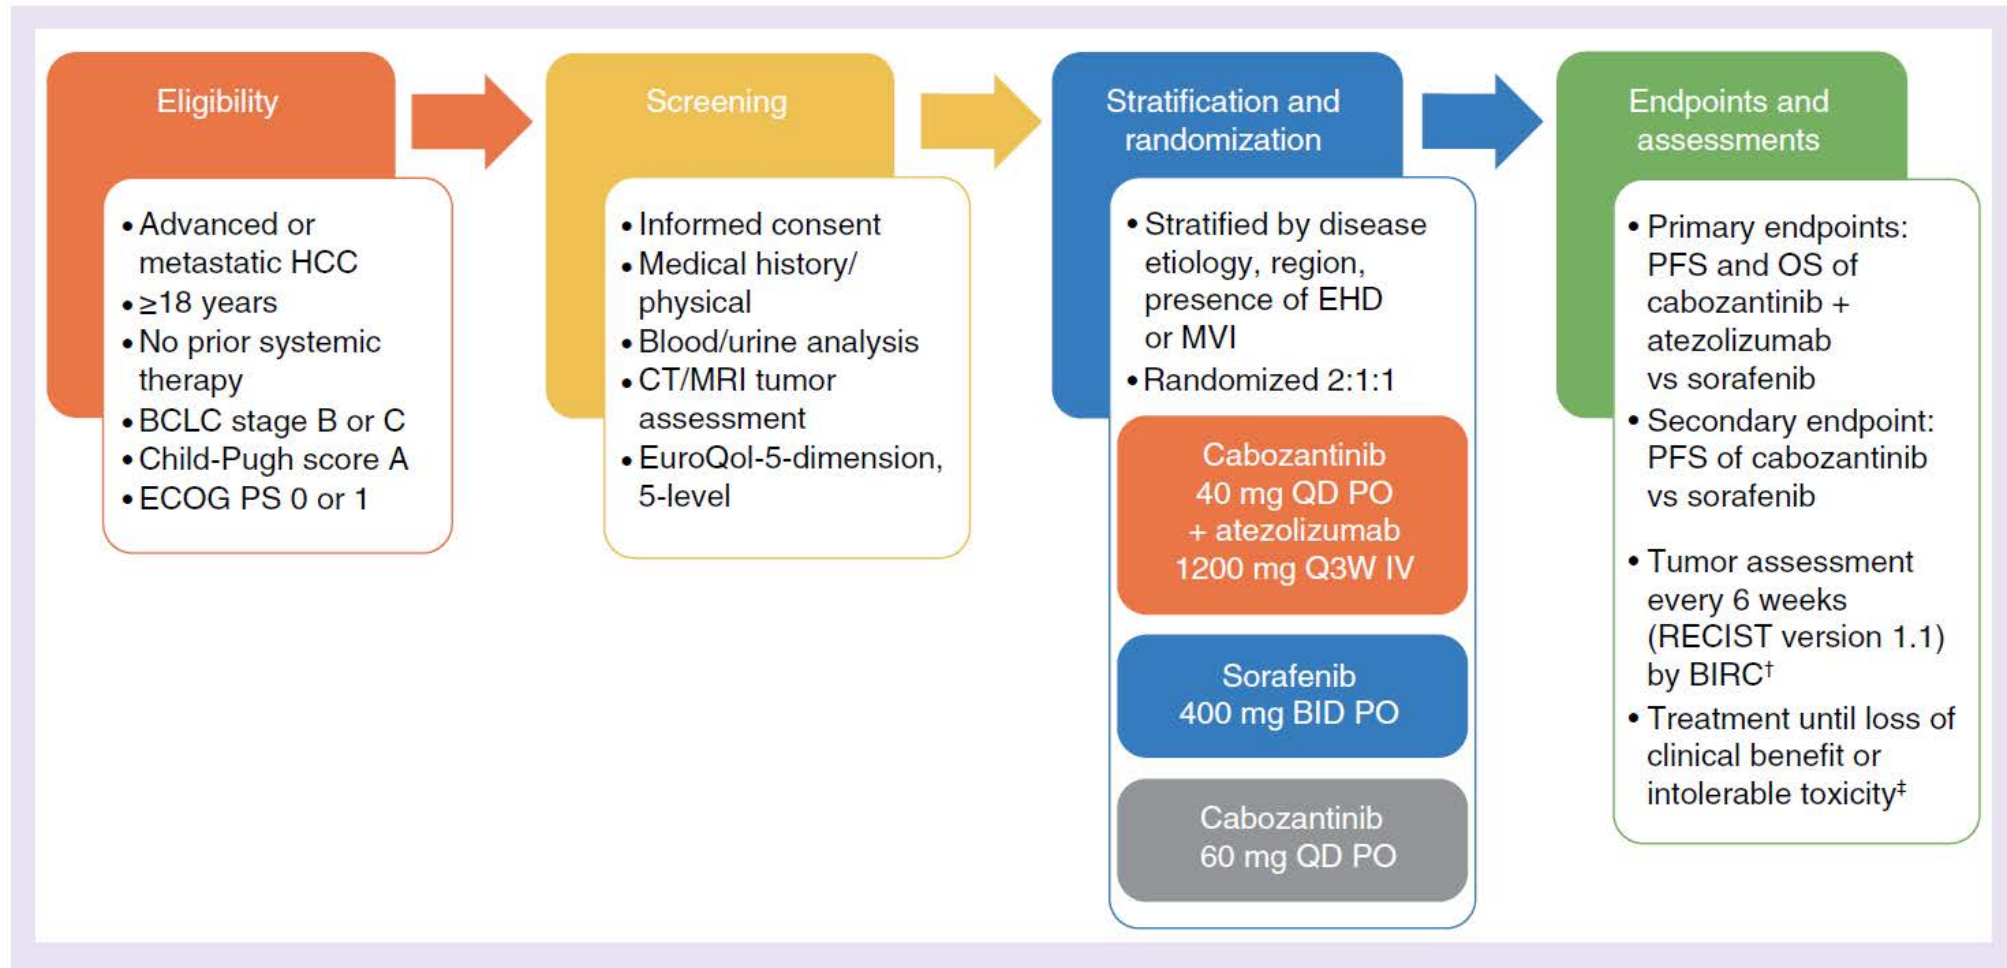 Eligibility
• Advanced or
metastatic HCC
• ≥18 years
• No prior systemic
therapy
• BCLC stage B or C
• Child-Pugh score A
• ECOG PS 0 or 1
Screening
• Informed consent
• Medical history/
physical
• Blood/urine analysis
• CT/MRI tumor
assessment
• EuroQol-5-dimension,
5-level
Stratification and
randomization
• Stratified by disease
etiology, region,
presence of EHD
or MVI
• Randomized 2:1:1
Cabozantinib
40 mg QD PO
+ atezolizumab
1200 mg Q3W IV
Sorafenib
400 mg BID PO
Cabozantinib
60 mg QD PO
Endpoints and
assessments
• Primary endpoints:
PFS and OS of
cabozantinib +
atezolizumab
vs sorafenib
• Secondary endpoint:
PFS of cabozantinib
vs sorafenib
• Tumor assessment
every 6 weeks
(RECIST version 1.1)
by BIRC†
• Treatment until loss of
clinical benefit or
intolerable toxicity‡